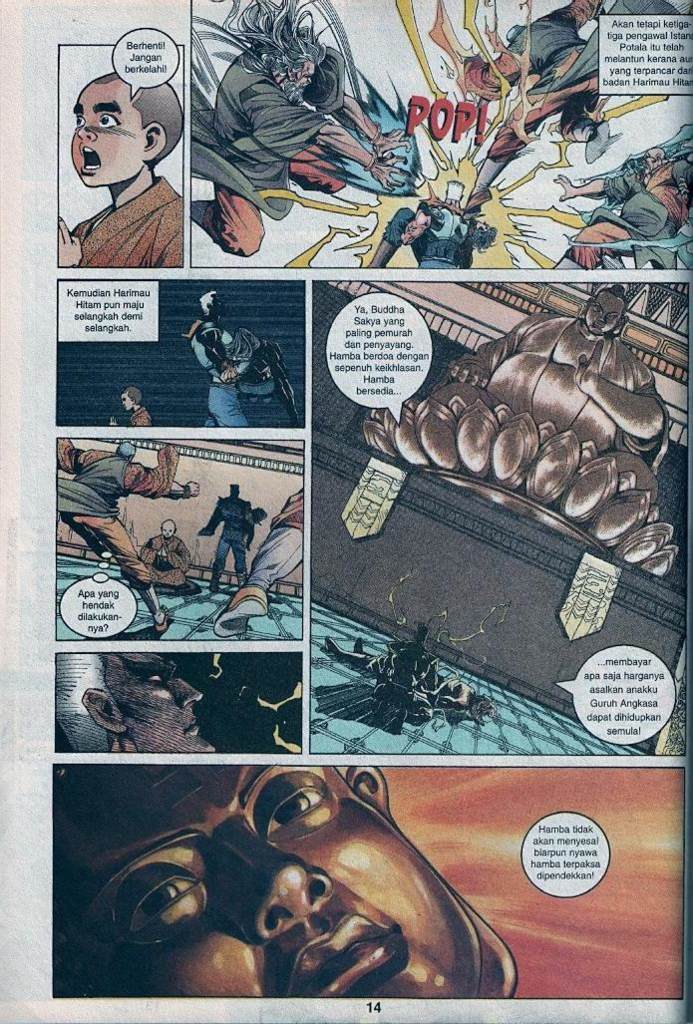 Berhenti!
Jangan
berkelahi!
POP!
Akan tetapi ketiga-
tiga pengawal
Potala itu telah
melantun kerana
yang terpancar
badan Harimau
Kemudian Harimau
Hitam pun maju
selangkah demi
selangkah.
Ya, Buddha
Sakya yang
paling pemurah
dan penyayang.
Hamba berdoa dengan
sepenuh keikhlasan.
Hamba
bersedia...
Apa yang
hendak
dilakukan-
nya?
...membayar
apa saja harganya
asalkan anakku
Guruh Angkasa
dapat dihidupkan
semula!
Hamba tidak
akan menyesal
biarpun nyawa
hamba terpaksa
dipendekkan!
14